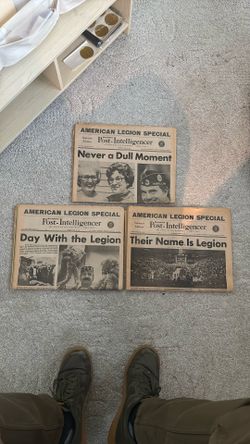 AMERICAN LEGION SPECIAL
Post-Intelligencer
Never a Dull Moment
AMERICAN LEGION SPECIAL
Post-Intelligencer
Day With the Legion
AMERICAN LEGION SPECIAL
Post-Intelligencer
Their Name Is Legion